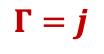 Γ = j